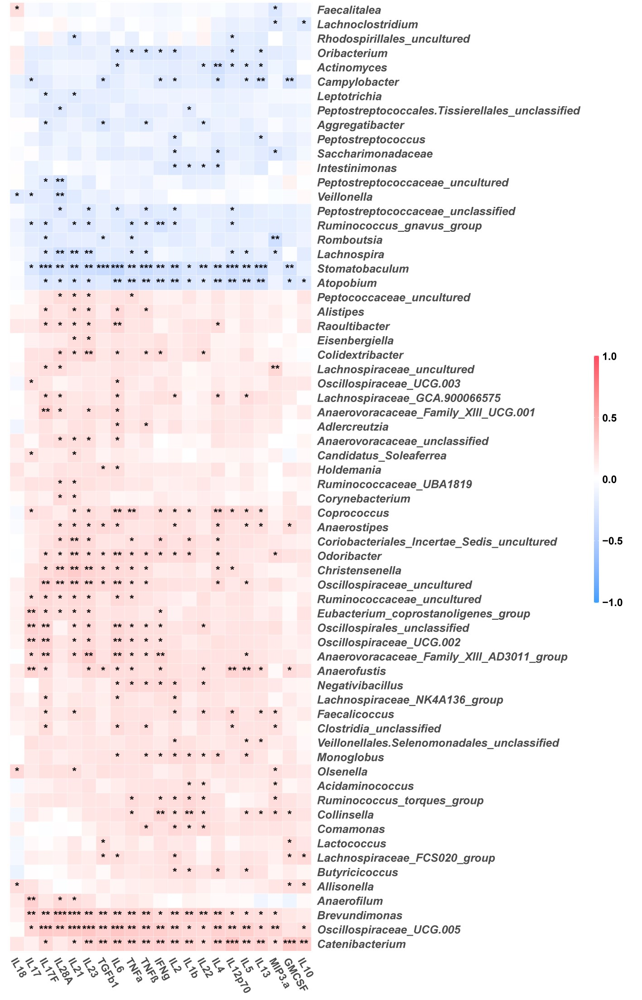 * * Faecalitalea
* * Lachnoclostridium
* * Rhodospirillales_uncultured
* * * * * * * Oribacterium
* * ** * * * Actinomyces
* * * * * * ** ** Campylobacter
* * Leptotrichia
* * Peptostreptococcales.Tissierellales_unclassified
* * * * Aggregatibacter
* * Peptostreptococcus
* * * Saccharimonadaceae
* * * * Intestinimonas
* ** Peptostreptococcaceae_uncultured
* * ** Veillonella
* * * * * * Peptostreptococcaceae_unclassified
* * * * * * ** * * Ruminococcus_gnavus_group
* * * ** Romboutsia
* ** ** ** * * * * * Lachnospira
* *** ** ** ** *** *** ** *** ** ** * ** ** *** ** *** ** Stomatobaculum
* * * * ** ** ** ** ** * * ** ** ** ** * * Atopobium
* * * * Peptococcaceae_uncultured
* * * * * Alistipes
* * * * ** * Raoultibacter
* * Eisenbergiella
* * ** * * * * Colidextribacter
* * ** Lachnospiraceae_uncultured
* * Oscillospiraceae_UCG.003
* * * * * * Lachnospiraceae_GCA.900066575
** * * * Anaerovoracaceae_Family_XIII_UCG.001
* * Adlercreutzia
* * * * Anaerovoracaceae_unclassified
* * Candidatus_Soleaferrea
* * Holdemania
* * Ruminococcaceae_UBA1819
* * Corynebacterium
* * * ** ** * * * ** * * * Coprococcus
* * * * * * * * * * Anaerostipes
* ** * * * * * Coriobacteriales_Incertae_Sedis_uncultured
* * ** * * ** * * * * * * * Odoribacter
* ** ** ** * * * * * * Christensenella
** ** ** ** * ** * * * * Oscillospiraceae_uncultured
* * * * * * * Ruminococcaceae_uncultured
** * * * * * Eubacterium_coprostanoligenes_group
** ** * * ** * * * * Oscillospirales_unclassified
** ** * * ** * * * Oscillospiraceae_UCG.002
* ** * ** ** * * ** * Anaerovoracaceae_Family_XIII_AD3011_group
** * * * * * * * ** ** * * Anaerofustis
* * * * * * Negativibacillus
* * * Lachnospiraceae_NK4A136_group
* * * * * * * Faecalicoccus
* * * * * Clostridia_unclassified
* * * Veillonellales.Selenomonadales_unclassified
* * * * * * * * Monoglobus
* * * Olsenella
* * * Acidaminococcus
* * * * * * Ruminococcus_torques_group
* ** * ** * * * * * Collinsella
* * * * Comamonas
* * Lactococcus
* * * * * Lachnospiraceae_FCS020_group
* * * * Butyricicoccus
* * * Allisonella
** * * Anaerofilum
** ** *** *** ** ** ** ** ** * ** ** ** ** * * * * Brevundimonas
* *** ** *** *** ** *** ** ** ** ** * * ** ** ** * ** * Oscillospiraceae_UCG.005
* * ** ** ** ** ** ** ** ** * ** *** ** ** * *** ** Catenibacterium
IL18 IL17 IL17F IL28A IL21 IL23 TGFb1 IL6 TNFa TNFß IFNg IL2 IL1b IL22 IL4 IL12p70 IL5 IL13 MIP3.a GMCSF IL10
1.0
0.5
0.0
−0.5
−1.0